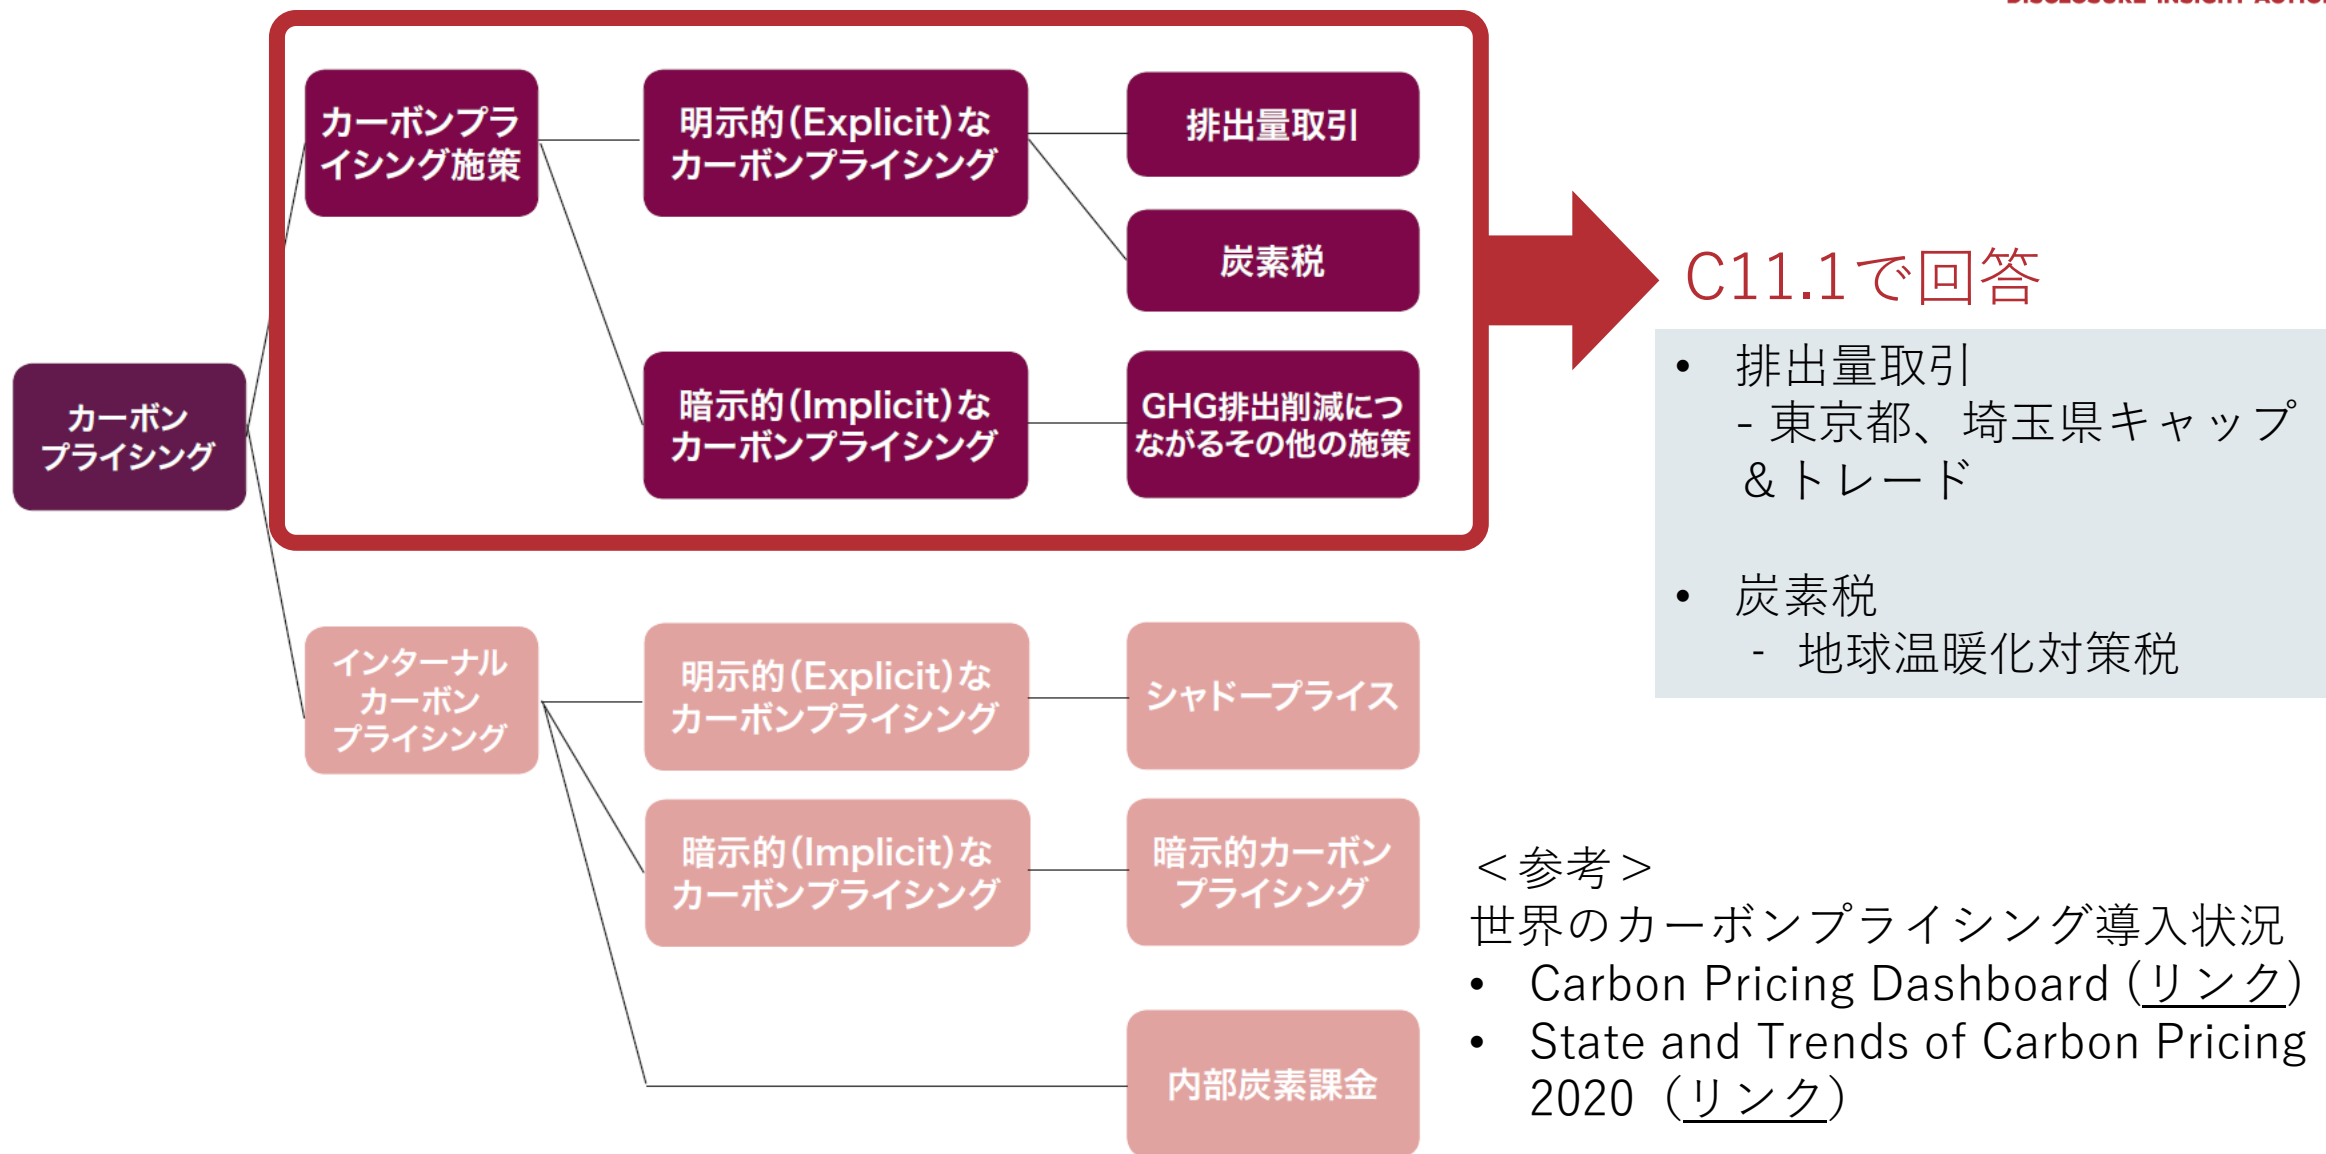 DISCLOSURE INSIGHT ACTION
カーボンプラ
イシング施策
明示的(Explicit)な
カーボンプライシング
排出量取引
炭素税
暗示的(Implicit)な
カーボンプライシング
GHG排出削減につ
ながるその他の施策
カーボン
プライシング
インターナル
カーボン
プライシング
明示的(Explicit)な
カーボンプライシング
シャドープライス
暗示的(Implicit)な
カーボンプライシング
暗示的カーボン
プライシング
内部炭素課金
C11.1で回答
• 排出量取引
- 東京都、埼玉県キャップ
＆トレード
• 炭素税
- 地球温暖化対策税
＜参考＞
世界のカーボンプライシング導入状況
• Carbon Pricing Dashboard (リンク)
• State and Trends of Carbon Pricing
2020（リンク）